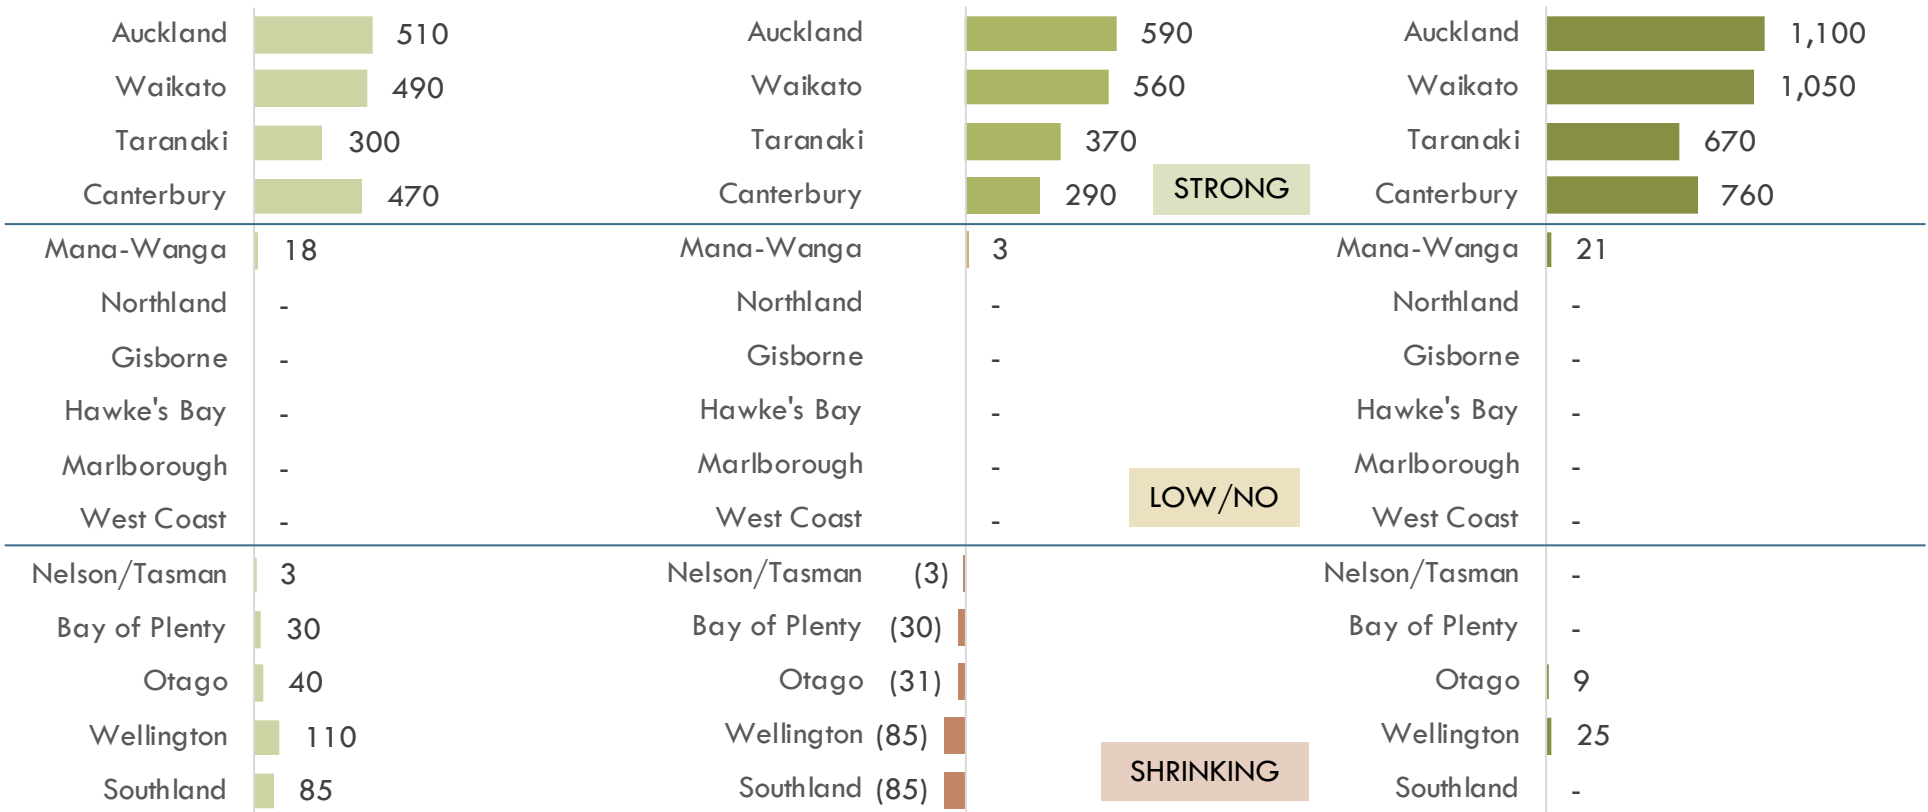 Auckland 510 Auckland 590 Auckland 1,100
Waikato 490 Waikato 560 Waikato 1,050
Taranaki 300 Taranaki 370 Taranaki 670
Canterbury 470 Canterbury 290 STRONG Canterbury 760
Mana-Wanga 18 Mana-Wanga 3 Mana-Wanga 21
Northland - Northland - Northland -
Gisborne - Gisborne - Gisborne -
Hawke's Bay - Hawke's Bay - Hawke's Bay -
Marlborough - Marlborough - Marlborough -
West Coast - West Coast - LOW/NO West Coast -
Nelson/Tasman 3 Nelson/Tasman (3) Nelson/Tasman -
Bay of Plenty 30 Bay of Plenty (30) Bay of Plenty -
Otago 40 Otago (31) Otago 9
Wellington 110 Wellington (85) Wellington 25
Southland 85 Southland (85) SHRINKING Southland -